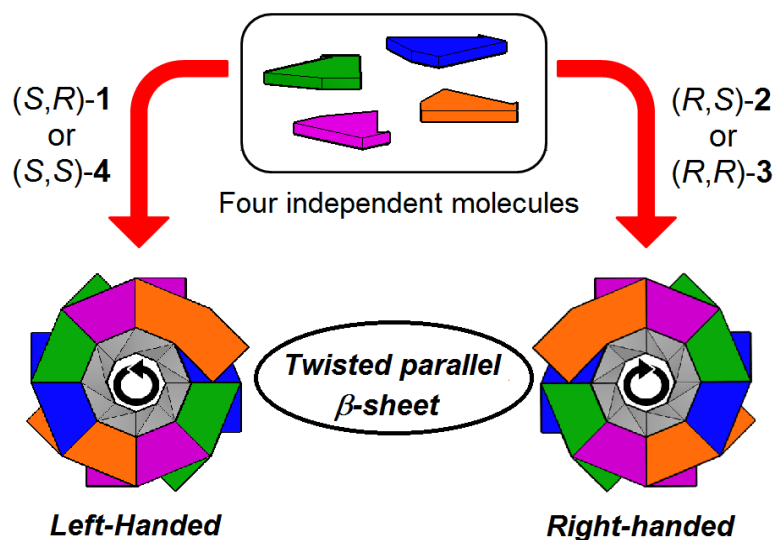 (S,R)-1
or
(S,S)-4
(R,S)-2
or
(R,R)-3
Four independent molecules
Twisted parallel
β-sheet
Left-Handed
Right-handed